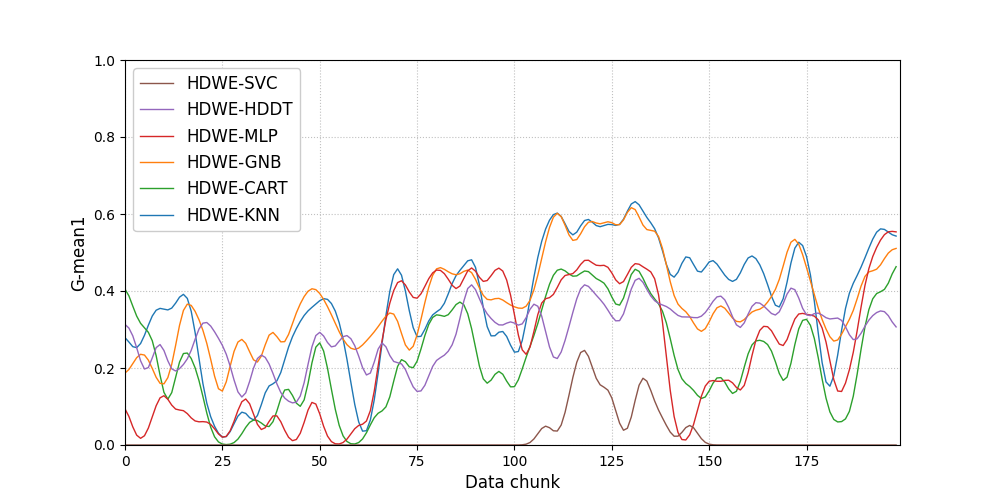 1.0
0.8
0.6
0.4
0.2
0.0
G-mean1
HDWE-SVC
HDWE-HDDT
HDWE-MLP
HDWE-GNB
HDWE-CART
HDWE-KNN
0 25 50 75 100 125 150 175
Data chunk